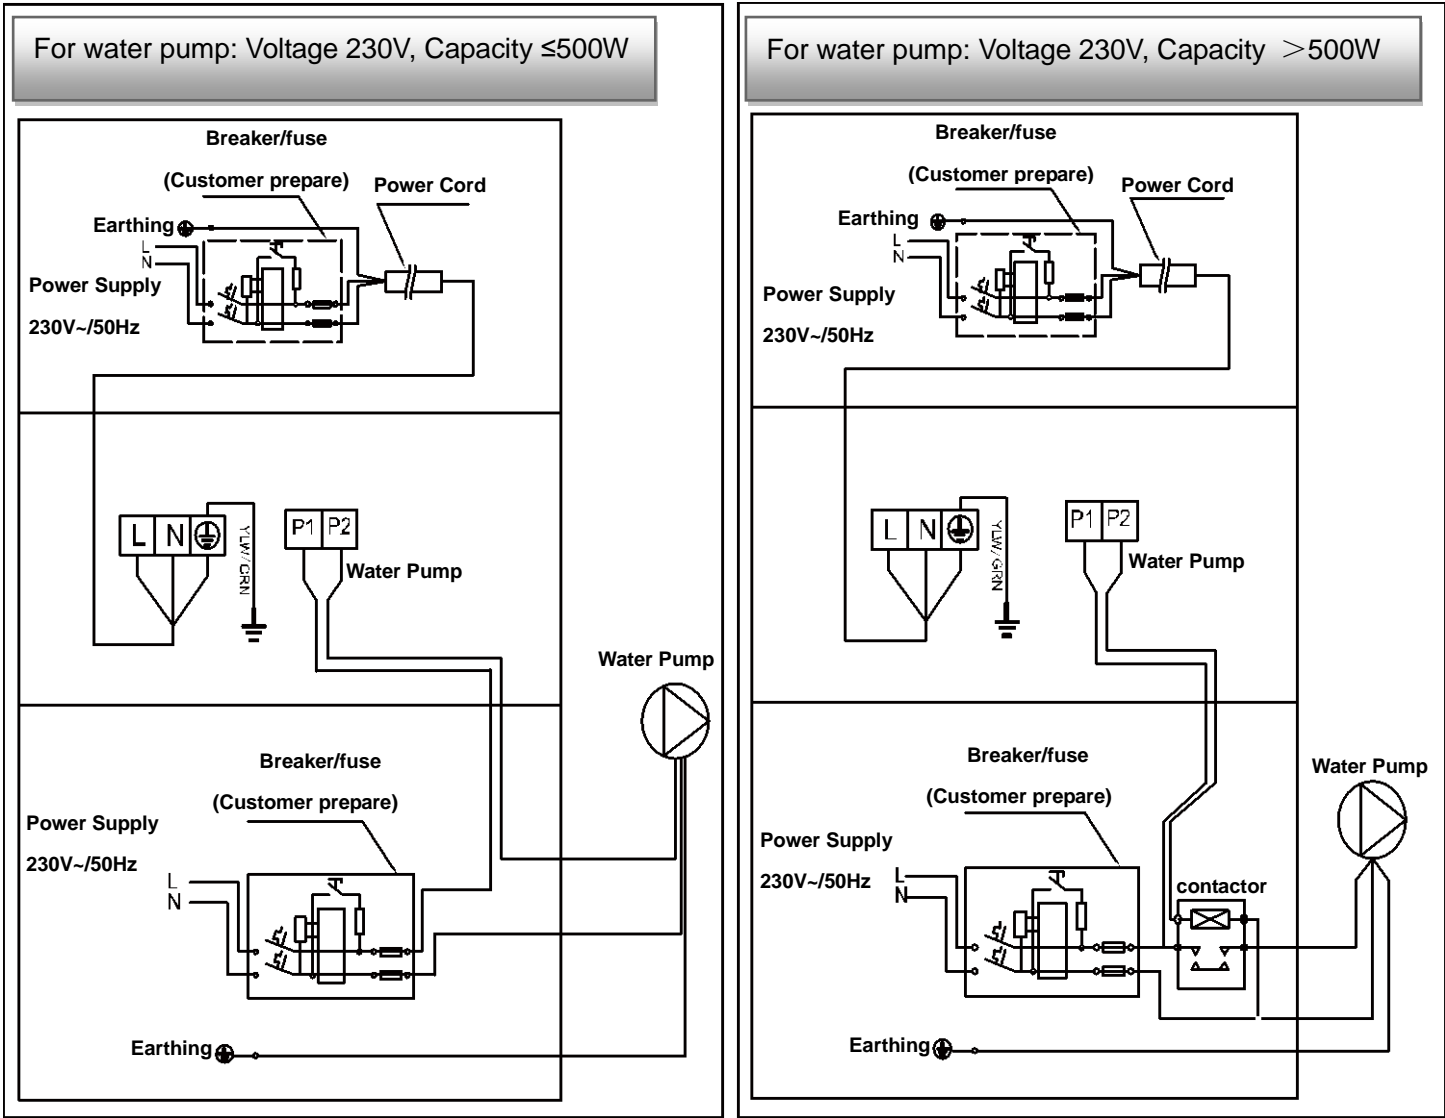 For water pump: Voltage 230V, Capacity ≤500W
Breaker/fuse
(Customer prepare)
Power Cord
Earthing
L
N
Power Supply
230V~/50Hz
L N
YLW/CRN
P1 P2
Water Pump
Water Pump
Breaker/fuse
(Customer prepare)
Power Supply
230V~/50Hz
L
N
Earthing
For water pump: Voltage 230V, Capacity >500W
Breaker/fuse
(Customer prepare)
Power Cord
Earthing
L
N
Power Supply
230V~/50Hz
L N
YLW/GRN
P1 P2
Water Pump
Water Pump
Breaker/fuse
(Customer prepare)
Power Supply
230V~/50Hz
L
N
contactor
Earthing